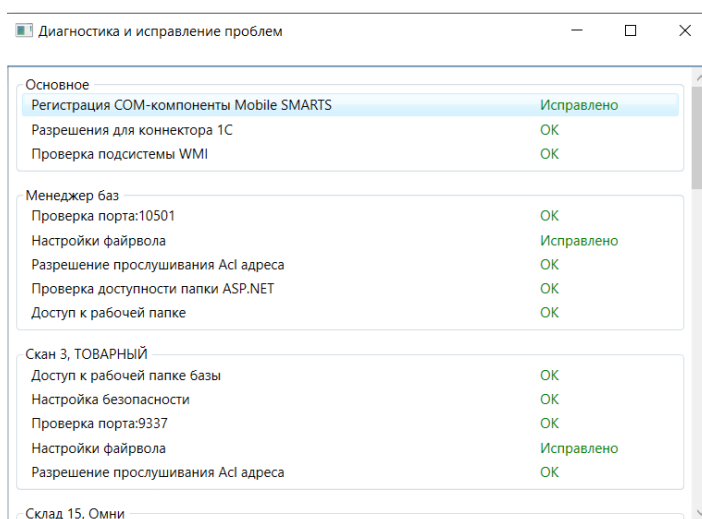 Диагностика и исправление проблем
Основное
Регистрация COM-компоненты Mobile SMARTS Исправлено
Разрешения для коннектора 1С OK
Проверка подсистемы WMI OK
Менеджер баз
Проверка порта:10501 OK
Настройки файрвола Исправлено
Разрешение прослушивания Acl адреса OK
Проверка доступности папки ASP.NET OK
Доступ к рабочей папке OK
Скан 3, ТОВАРНЫЙ
Доступ к рабочей папке базы OK
Настройка безопасности OK
Проверка порта:9337 OK
Настройки файрвола Исправлено
Разрешение прослушивания Acl адреса OK
Склад 15, Омни